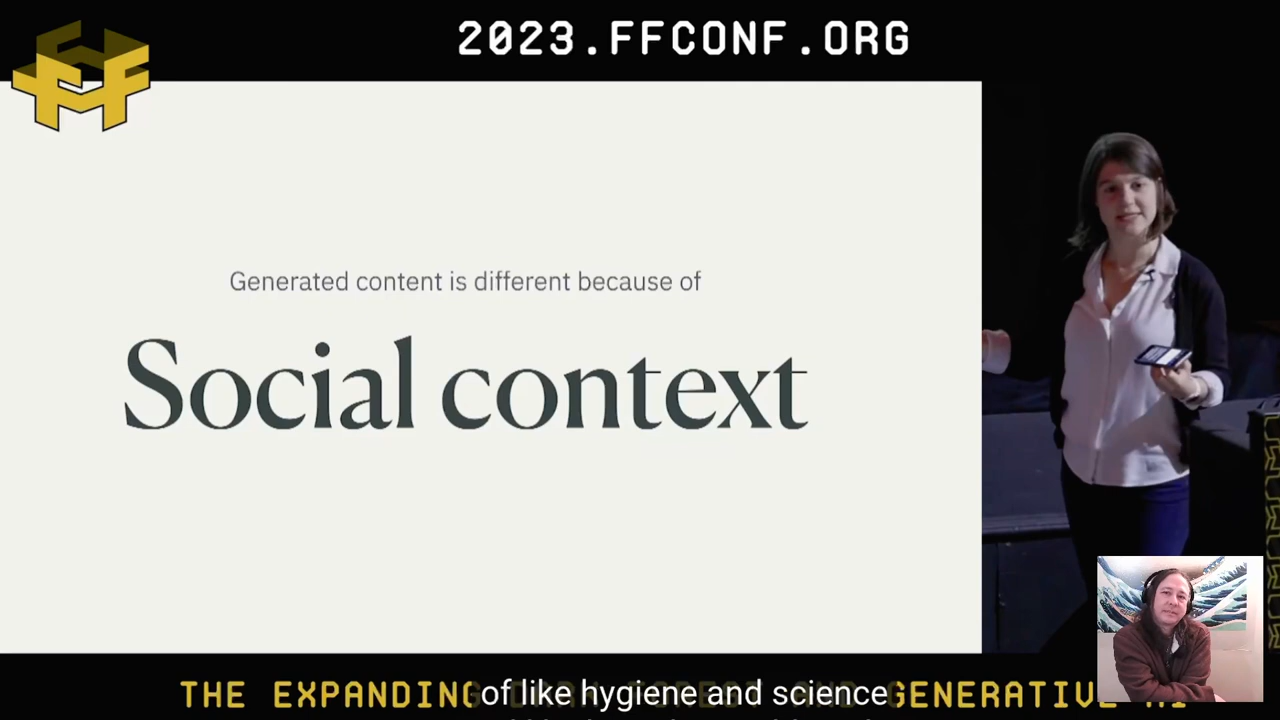 2023.FFCONF.ORG
Generated content is different because of
Social context
THE EXPANDING
of like hygiene and science
GENERATIVE AI